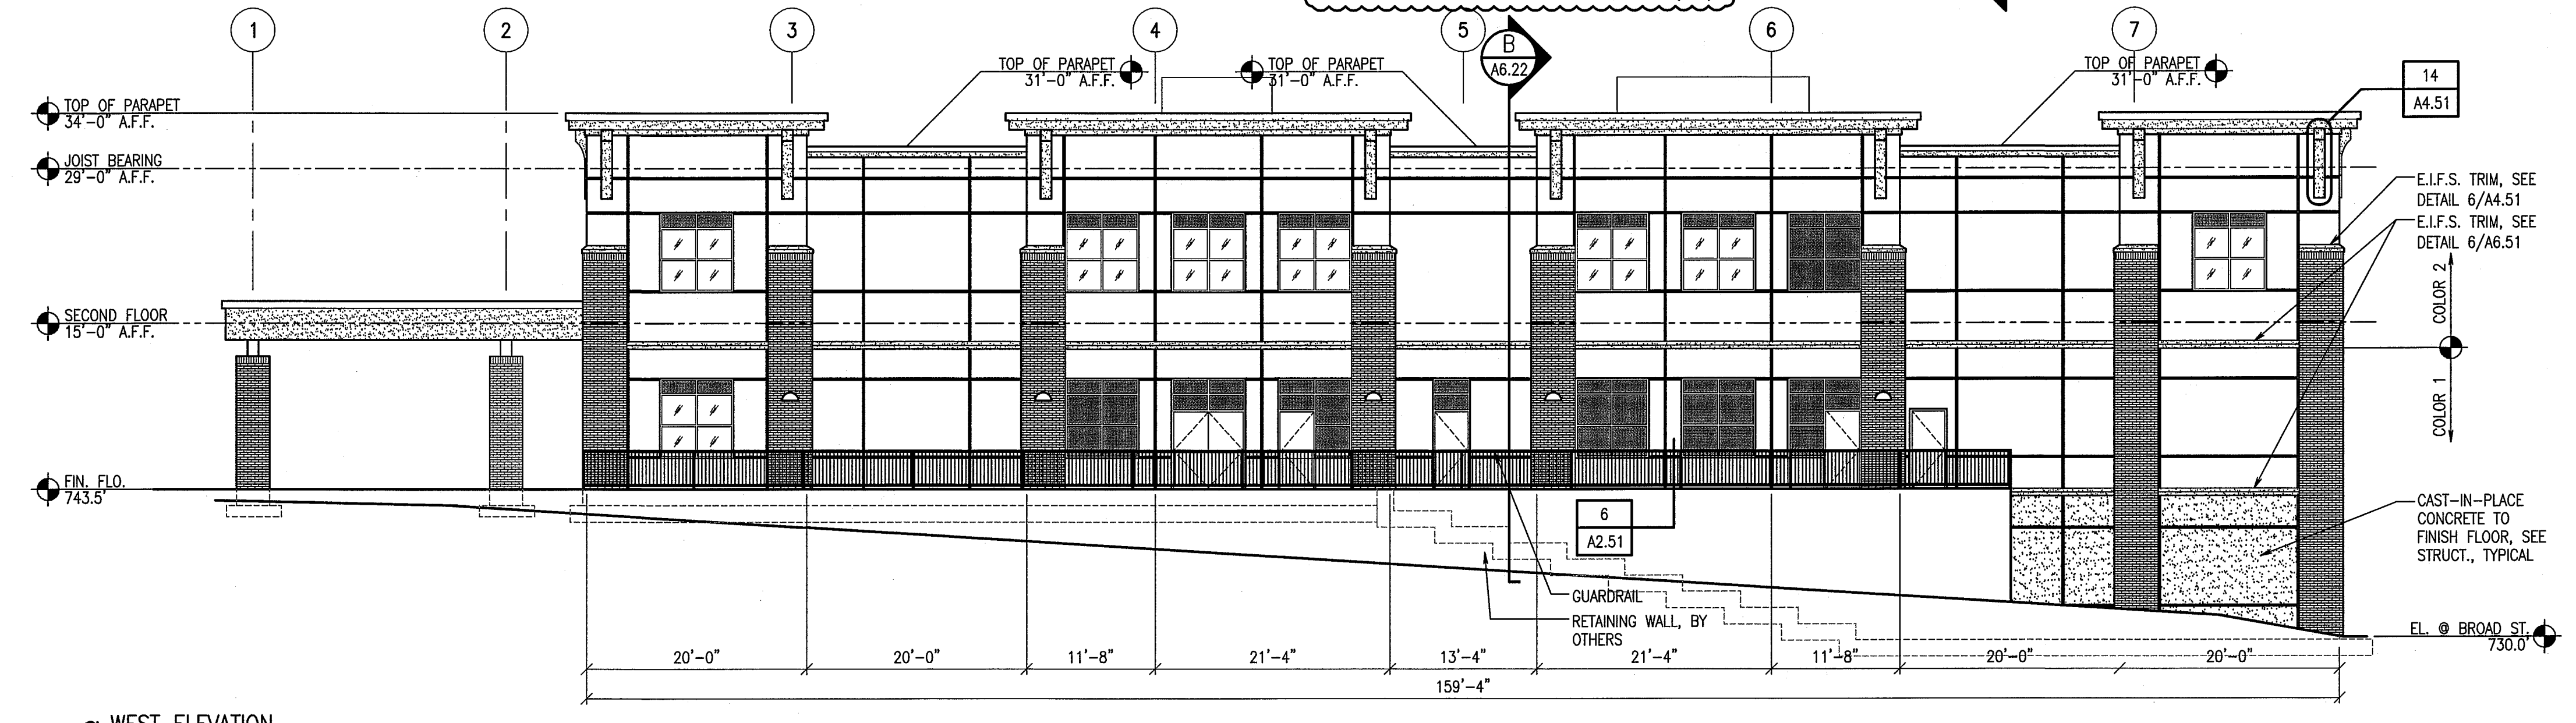 1
2
3
4
5
6
7
B
A6.22
TOP OF PARAPET
31'-0" A.F.F.
TOP OF PARAPET
31'-0" A.F.F.
TOP OF PARAPET
31'-0" A.F.F.
14
A4.51
TOP OF PARAPET
34'-0" A.F.F.
JOIST BEARING
29'-0" A.F.F.
E.I.F.S. TRIM, SEE
DETAIL 6/A4.51
E.I.F.S. TRIM, SEE
DETAIL 6/A6.51
COLOR 2
SECOND FLOOR
15'-0" A.F.F.
COLOR 1
FIN. FLO.
743.5'
6
A2.51
CAST-IN-PLACE
CONCRETE TO
FINISH FLOOR, SEE
STRUCT., TYPICAL
GUARDRAIL
RETAINING WALL, BY
OTHERS
EL. @ BROAD ST.
730.0'
20'-0"
20'-0"
11'-8"
21'-4"
13'-4"
21'-4"
11'-8"
20'-0"
20'-0"
159'-4"
WEST ELEVATION